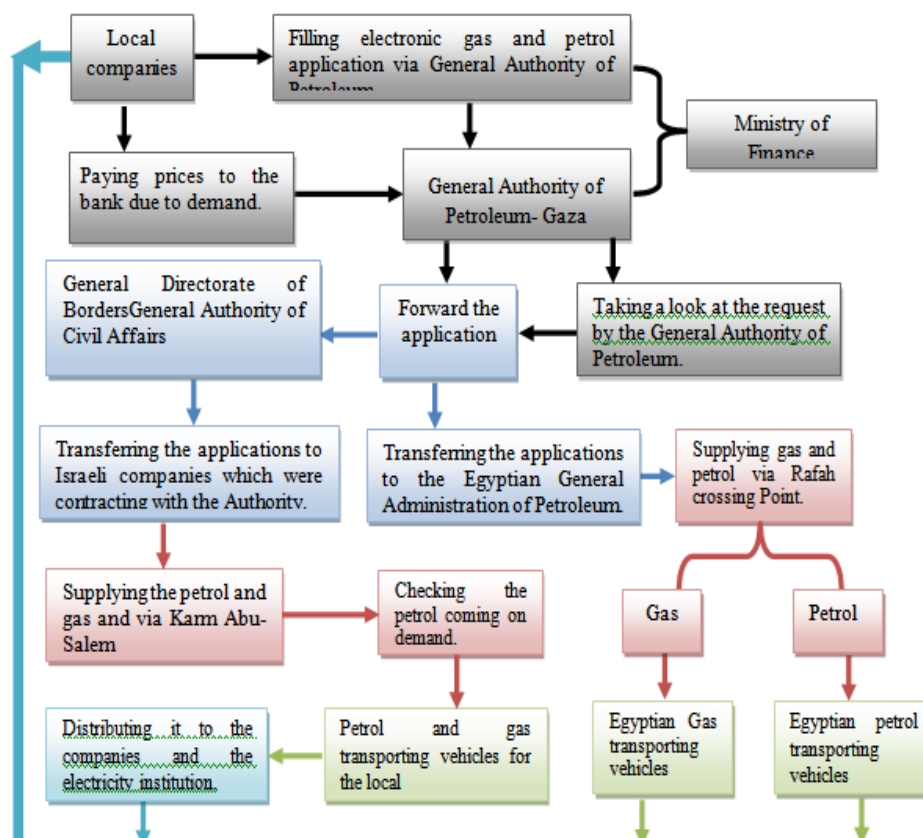 Local
companies
Filling electronic gas and petrol
application via General Authority of
Petroleum
Ministry of
Finance
Paying prices to the
bank due to demand.
General Authority of
Petroleum- Gaza
General Directorate of
BordersGeneral Authority of
Civil Affairs
Forward the
application
Taking a look at the request
by the General Authority of
Petroleum.
Transferring the applications to
Israeli companies which were
contracting with the Authority.
Transferring the applications
to the Egyptian General
Administration of Petroleum.
Supplying gas and
petrol via Rafah
crossing Point.
Supplying the petrol and
gas and via Karm Abu-
Salem
Checking the
petrol coming on
demand.
Gas
Petrol
Distributing it to the
companies and the
electricity institution.
Petrol and gas
transporting vehicles for
the local
Egyptian Gas
transporting
vehicles
Egyptian petrol
transporting
vehicles